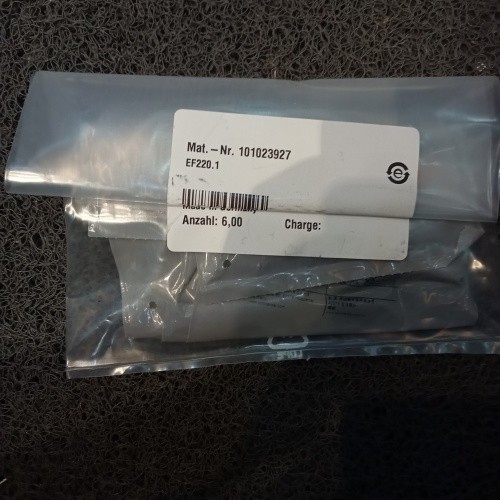 Mat. – Nr. 101023927
EF220.1
e
Anzahl: 6,00 Charge: